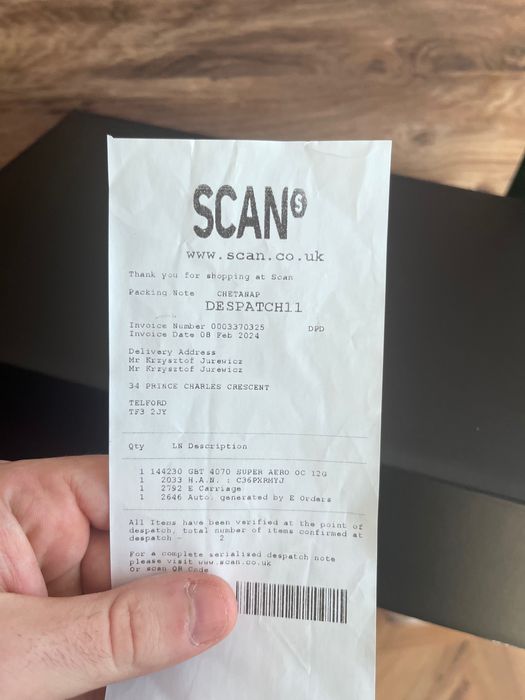 SCAN S
www.scan.co.uk
Thank you for shopping at Scan
Packing Note CHETANAP
DESPATCH11
Invoice Number 0003370325 DPD
Invoice Date 08 Feb 2024
Delivery Address
Mr Krzysztof Jurewicz
Mr Krzysztof Jurewicz
34 PRINCE CHARLES CRESCENT
TELFORD
TF3 2JY
Qty LN Description
1 144230 GBT 4070 SUPER AERO OC 12G
1 2033 H.A.N. : C36PXRMYJ
1 2792 E Carriage
1 2646 Auto. generated by E Orders
All Items have been verified at the point of
despatch, total number of items confirmed at
despatch - 2
For a complete serialised despatch note
please visit www.scan.co.uk
Or scan QR Code